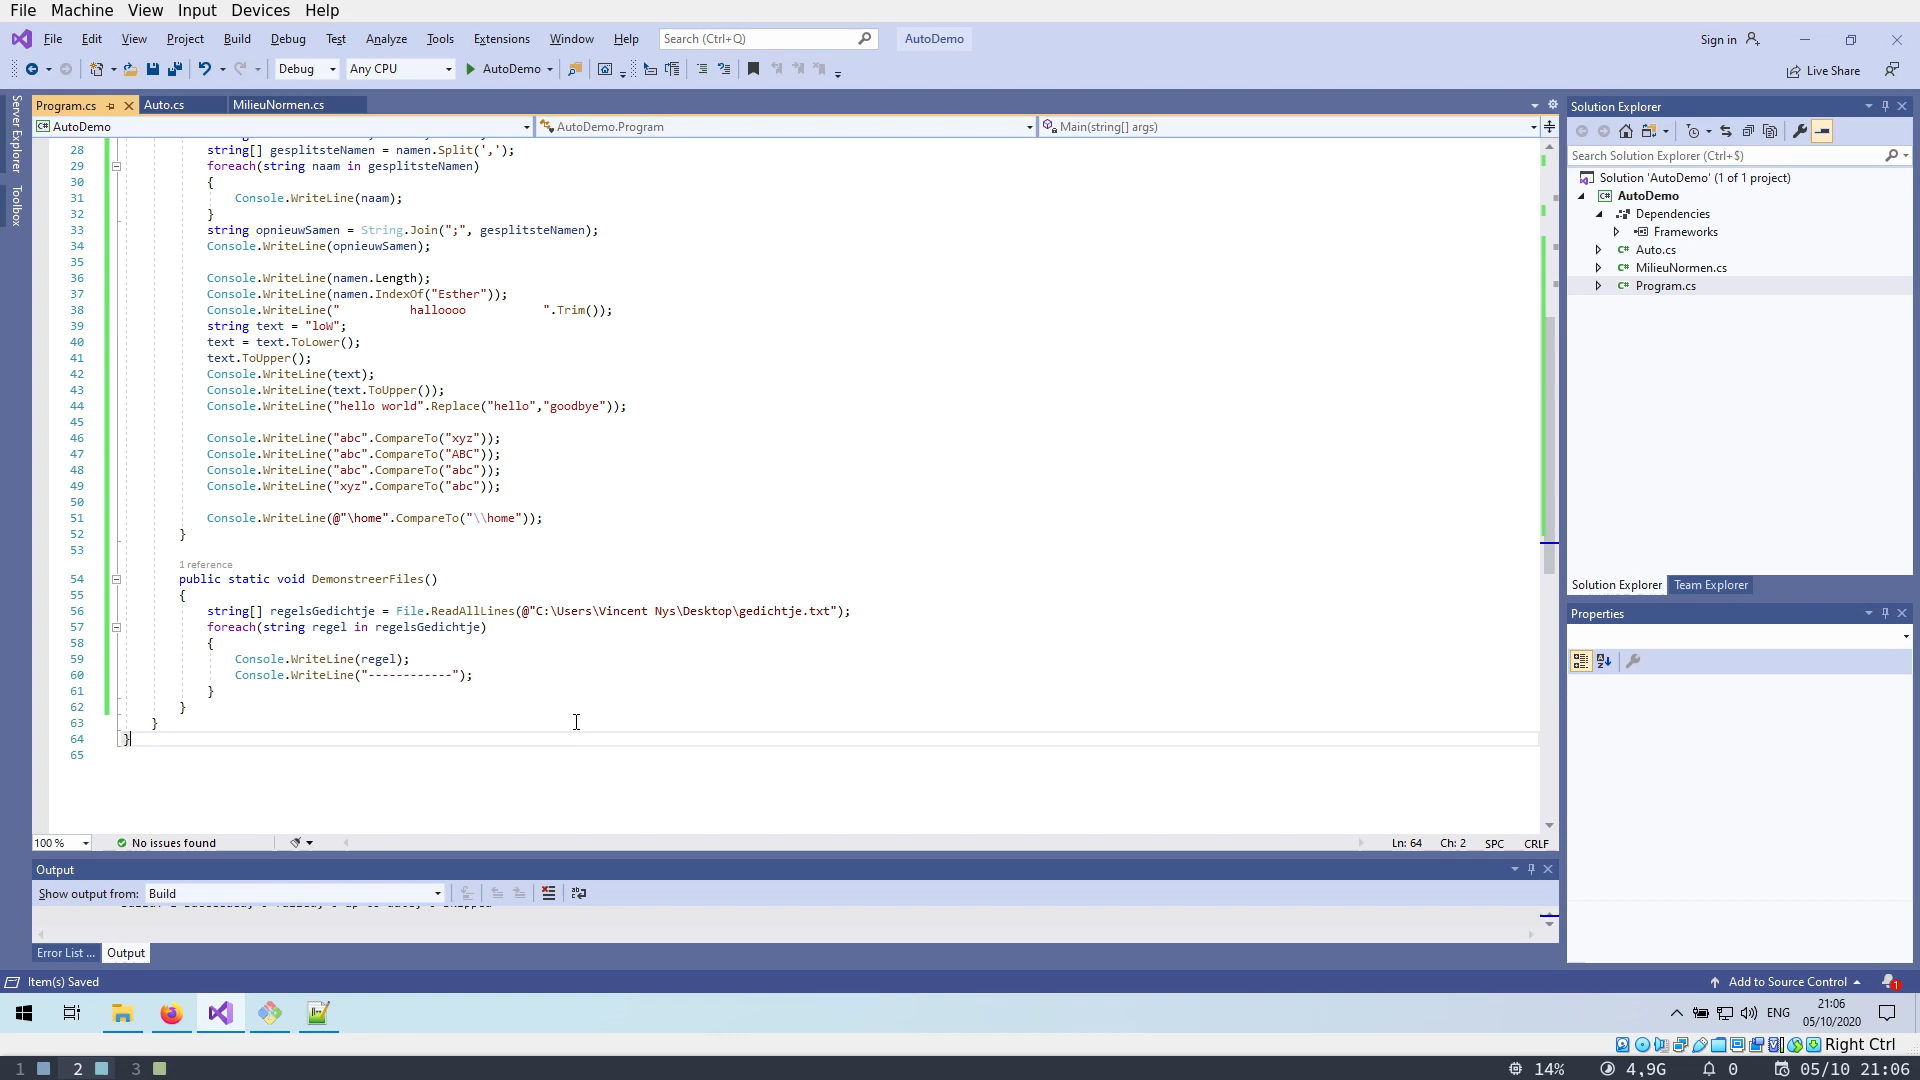 File Machine View Input Devices Help
File Edit View Project Build Debug Test Analyze Tools Extensions Window Help Search (Ctrl+Q) AutoDemo Sign in
Debug Any CPU AutoDemo Live Share
Server Explorer
Toolbox
Program.cs Auto.cs MilieuNormen.cs
AutoDemo AutoDemo.Program Main(string[] args)
28 string[] gesplitsteNamen = namen.Split(',');
29 foreach(string naam in gesplitsteNamen)
30 {
31 Console.WriteLine(naam);
32 }
33 string opnieuwSamen = String.Join(";", gesplitsteNamen);
34 Console.WriteLine(opnieuwSamen);
35
36 Console.WriteLine(namen.Length);
37 Console.WriteLine(namen.IndexOf("Esther"));
38 Console.WriteLine("          halloooo           ".Trim());
39 string text = "loW";
40 text = text.ToLower();
41 text.ToUpper();
42 Console.WriteLine(text);
43 Console.WriteLine(text.ToUpper());
44 Console.WriteLine("hello world".Replace("hello","goodbye"));
45
46 Console.WriteLine("abc".CompareTo("xyz"));
47 Console.WriteLine("abc".CompareTo("ABC"));
48 Console.WriteLine("abc".CompareTo("abc"));
49 Console.WriteLine("xyz".CompareTo("abc"));
50
51 Console.WriteLine(@"\home".CompareTo("\\home"));
52 }
53
1 reference
54 public static void DemonstreerFiles()
55 {
56 string[] regelsGedichtje = File.ReadAllLines(@"C:\Users\Vincent Nys\Desktop\gedichtje.txt");
57 foreach(string regel in regelsGedichtje)
58 {
59 Console.WriteLine(regel);
60 Console.WriteLine("------------");
61 }
62 }
63 }
64 }
65
100 % No issues found Ln: 64 Ch: 2 SPC CRLF
Output
Show output from: Build
Error List ... Output
Solution Explorer
Search Solution Explorer (Ctrl+$)
Solution 'AutoDemo' (1 of 1 project)
AutoDemo
Dependencies
Frameworks
Auto.cs
MilieuNormen.cs
Program.cs
Solution Explorer Team Explorer
Properties
Item(s) Saved Add to Source Control 1
ENG 21:06
05/10/2020
Right Ctrl
1 2 3 14% 4,9G 0 05/10 21:06